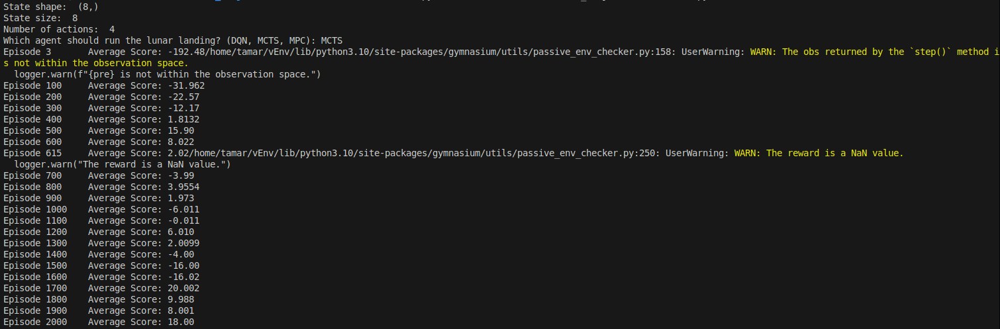 State shape:  (8,)
State size:  8
Number of actions:  4
Which agent should run the lunar landing? (DQN, MCTS, MPC): MCTS
Episode 3       Average Score: -192.48/home/tamar/vEnv/lib/python3.10/site-packages/gymnasium/utils/passive_env_checker.py:158: UserWarning: WARN: The obs returned by the `step()` method i
s not within the observation space.
  logger.warn(f"{pre} is not within the observation space.")
Episode 100     Average Score: -31.962
Episode 200     Average Score: -22.57
Episode 300     Average Score: -12.17
Episode 400     Average Score: 1.8132
Episode 500     Average Score: 15.90
Episode 600     Average Score: 8.022
Episode 615     Average Score: 2.02/home/tamar/vEnv/lib/python3.10/site-packages/gymnasium/utils/passive_env_checker.py:250: UserWarning: WARN: The reward is a NaN value.
  logger.warn("The reward is a NaN value.")
Episode 700     Average Score: -3.99
Episode 800     Average Score: 3.9554
Episode 900     Average Score: 1.973
Episode 1000    Average Score: -6.011
Episode 1100    Average Score: -0.011
Episode 1200    Average Score: 6.010
Episode 1300    Average Score: 2.0099
Episode 1400    Average Score: -4.00
Episode 1500    Average Score: -16.00
Episode 1600    Average Score: -16.02
Episode 1700    Average Score: 20.002
Episode 1800    Average Score: 9.988
Episode 1900    Average Score: 8.001
Episode 2000    Average Score: 18.00